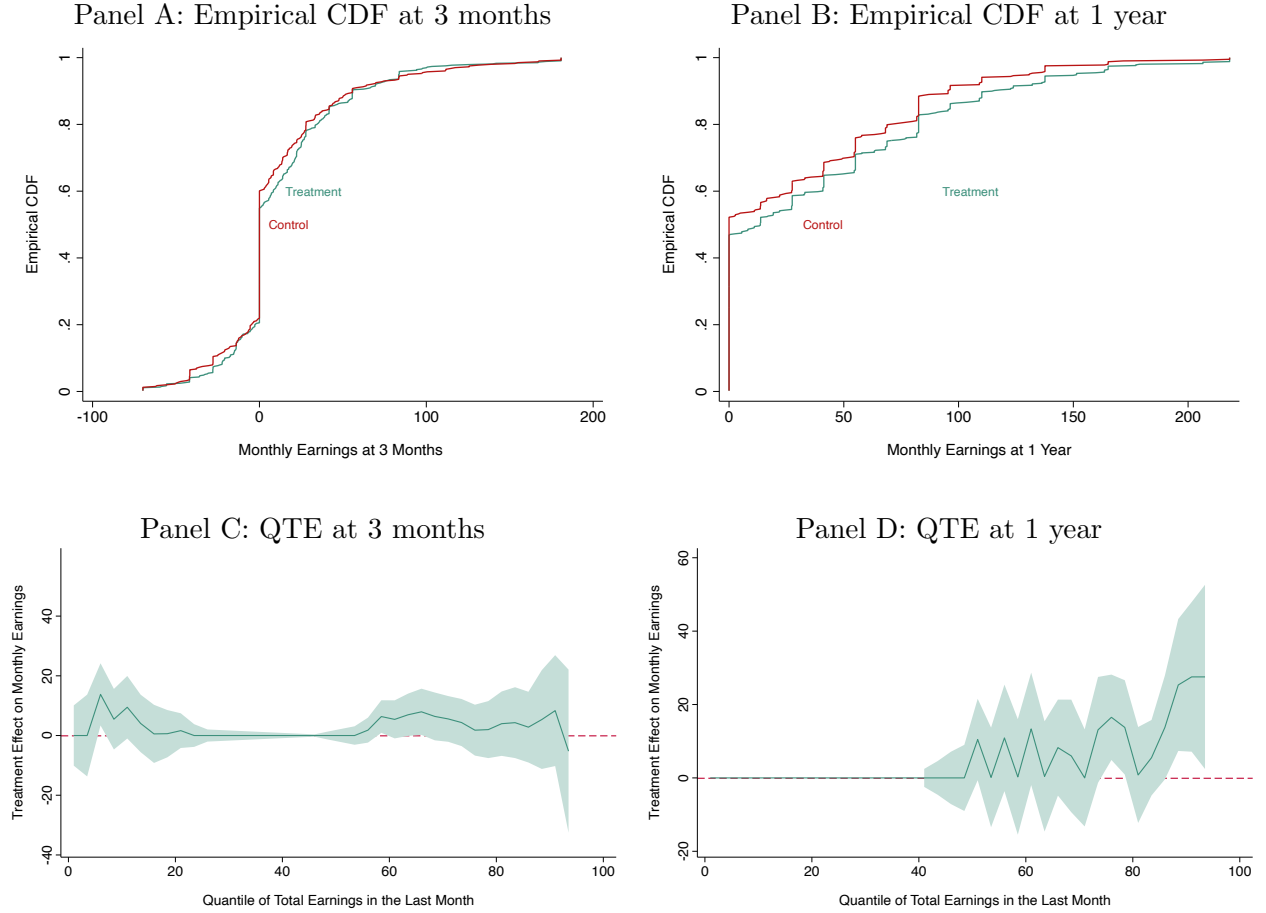 Panel A: Empirical CDF at 3 months
Empirical CDF
1
.8
.6
.4
.2
0
Treatment
Control
-100
0
100
200
Monthly Earnings at 3 Months
Panel B: Empirical CDF at 1 year
Empirical CDF
1
.8
.6
.4
.2
0
Treatment
Control
0
50
100
150
200
Monthly Earnings at 1 Year
Panel C: QTE at 3 months
Treatment Effect on Monthly Earnings
40
20
0
-20
-40
0
20
40
60
80
100
Quantile of Total Earnings in the Last Month
Panel D: QTE at 1 year
Treatment Effect on Monthly Earnings
60
40
20
0
-20
0
20
40
60
80
100
Quantile of Total Earnings in the Last Month